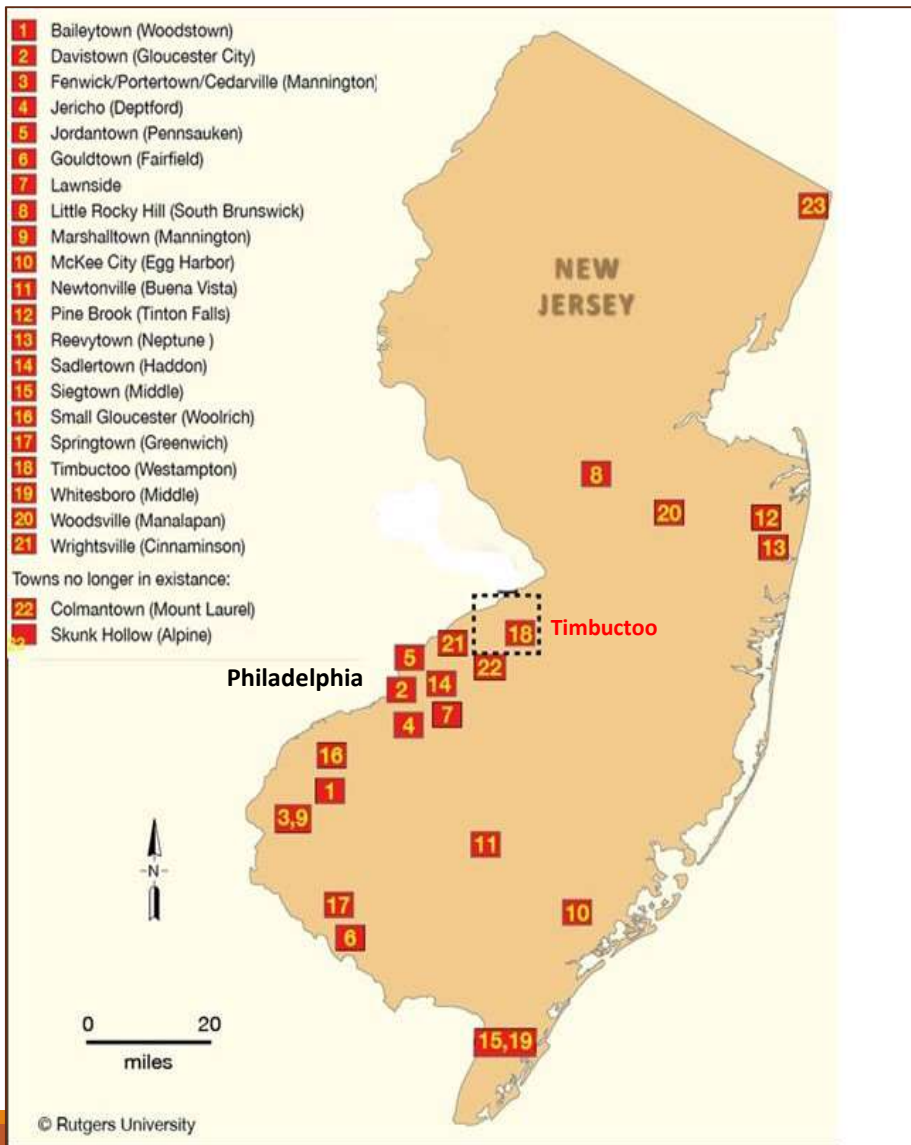 1 Baileytown (Woodstown)
2 Davistown (Gloucester City)
3 Fenwick/Portertown/Cedarville (Mannington)
4 Jericho (Deptford)
5 Jordantown (Pennsauken)
6 Gouldtown (Fairfield)
7 Lawnside
8 Little Rocky Hill (South Brunswick)
9 Marshalltown (Mannington)
10 McKee City (Egg Harbor)
11 Newtonville (Buena Vista)
12 Pine Brook (Tinton Falls)
13 Reevytown (Neptune )
14 Sadlertown (Haddon)
15 Siegtown (Middle)
16 Small Gloucester (Woolrich)
17 Springtown (Greenwich)
18 Timbuctoo (Westampton)
19 Whitesboro (Middle)
20 Woodsville (Manalapan)
21 Wrightsville (Cinnaminson)
Towns no longer in existance:
22 Colmantown (Mount Laurel)
23 Skunk Hollow (Alpine)
23
NEW
JERSEY
8
20
12
13
18 Timbuctoo
21
5
22
Philadelphia
14
2
7
4
16
1
3,9
11
N
17
10
6
0 20
miles
15,19
© Rutgers University